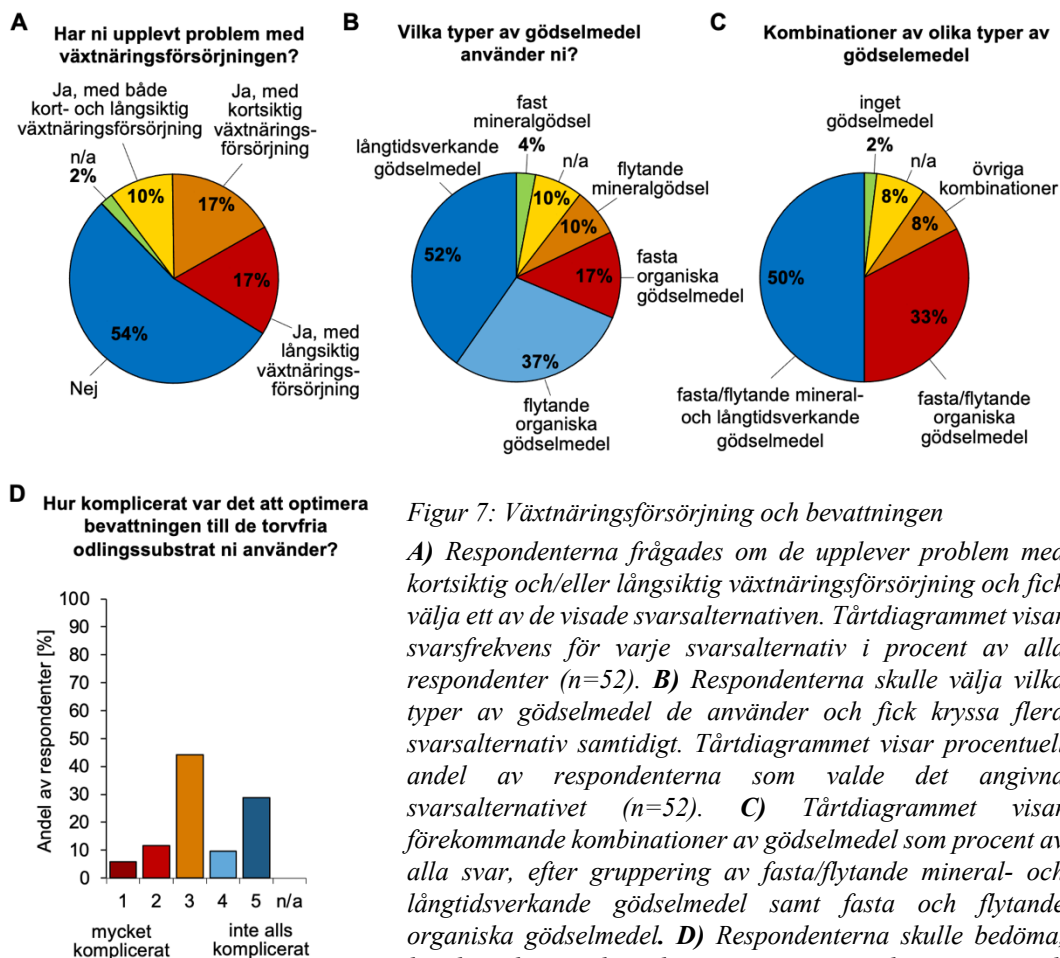 A
Har ni upplevt problem med
växtnäringsförsörjningen?
Ja, med både
kort- och långsiktig
växtnäringsförsörjning
Ja, med
kortsiktig
växtnärings-
försörjning
n/a
2%
10%
17%
17%
54%
Nej
Ja, med
långsiktig
växtnärings-
försörjning
B
Vilka typer av gödselmedel
använder ni?
fast
mineralgödsel
4%
långtidsverkande
gödselmedel
n/a
flytande
mineralgödsel
10%
10%
52%
17%
fasta
organiska
gödselmedel
37%
flytande
organiska
gödselmedel
C
Kombinationer av olika typer av
gödselemedel
inget
gödselmedel
2%
n/a
övriga
kombinationer
8%
8%
50%
33%
fasta/flytande mineral-
och långtidsverkande
gödselmedel
fasta/flytande
organiska
gödselmedel
D
Hur komplicerat var det att optimera
bevattningen till de torvfria
odlingssubstrat ni använder?
Andel av respondenter [%]
100
90
80
70
60
50
40
30
20
10
0
1 2 3 4 5 n/a
mycket
komplicerat
inte alls
komplicerat
Figur 7: Växtnäringsförsörjning och bevattningen
A) Respondenterna frågades om de upplever problem med
kortsiktig och/eller långsiktig växtnäringsförsörjning och fick
välja ett av de visade svarsalternativen. Tårtdiagrammet visar
svarsfrekvens för varje svarsalternativ i procent av alla
respondenter (n=52). B) Respondenterna skulle välja vilka
typer av gödselmedel de använder och fick kryssa flera
svarsalternativ samtidigt. Tårtdiagrammet visar procentuell
andel av respondenterna som valde det angivna
svarsalternativet (n=52). C) Tårtdiagrammet visar
förekommande kombinationer av gödselmedel som procent av
alla svar, efter gruppering av fasta/flytande mineral- och
långtidsverkande gödselmedel samt fasta och flytande
organiska gödselmedel. D) Respondenterna skulle bedöma,